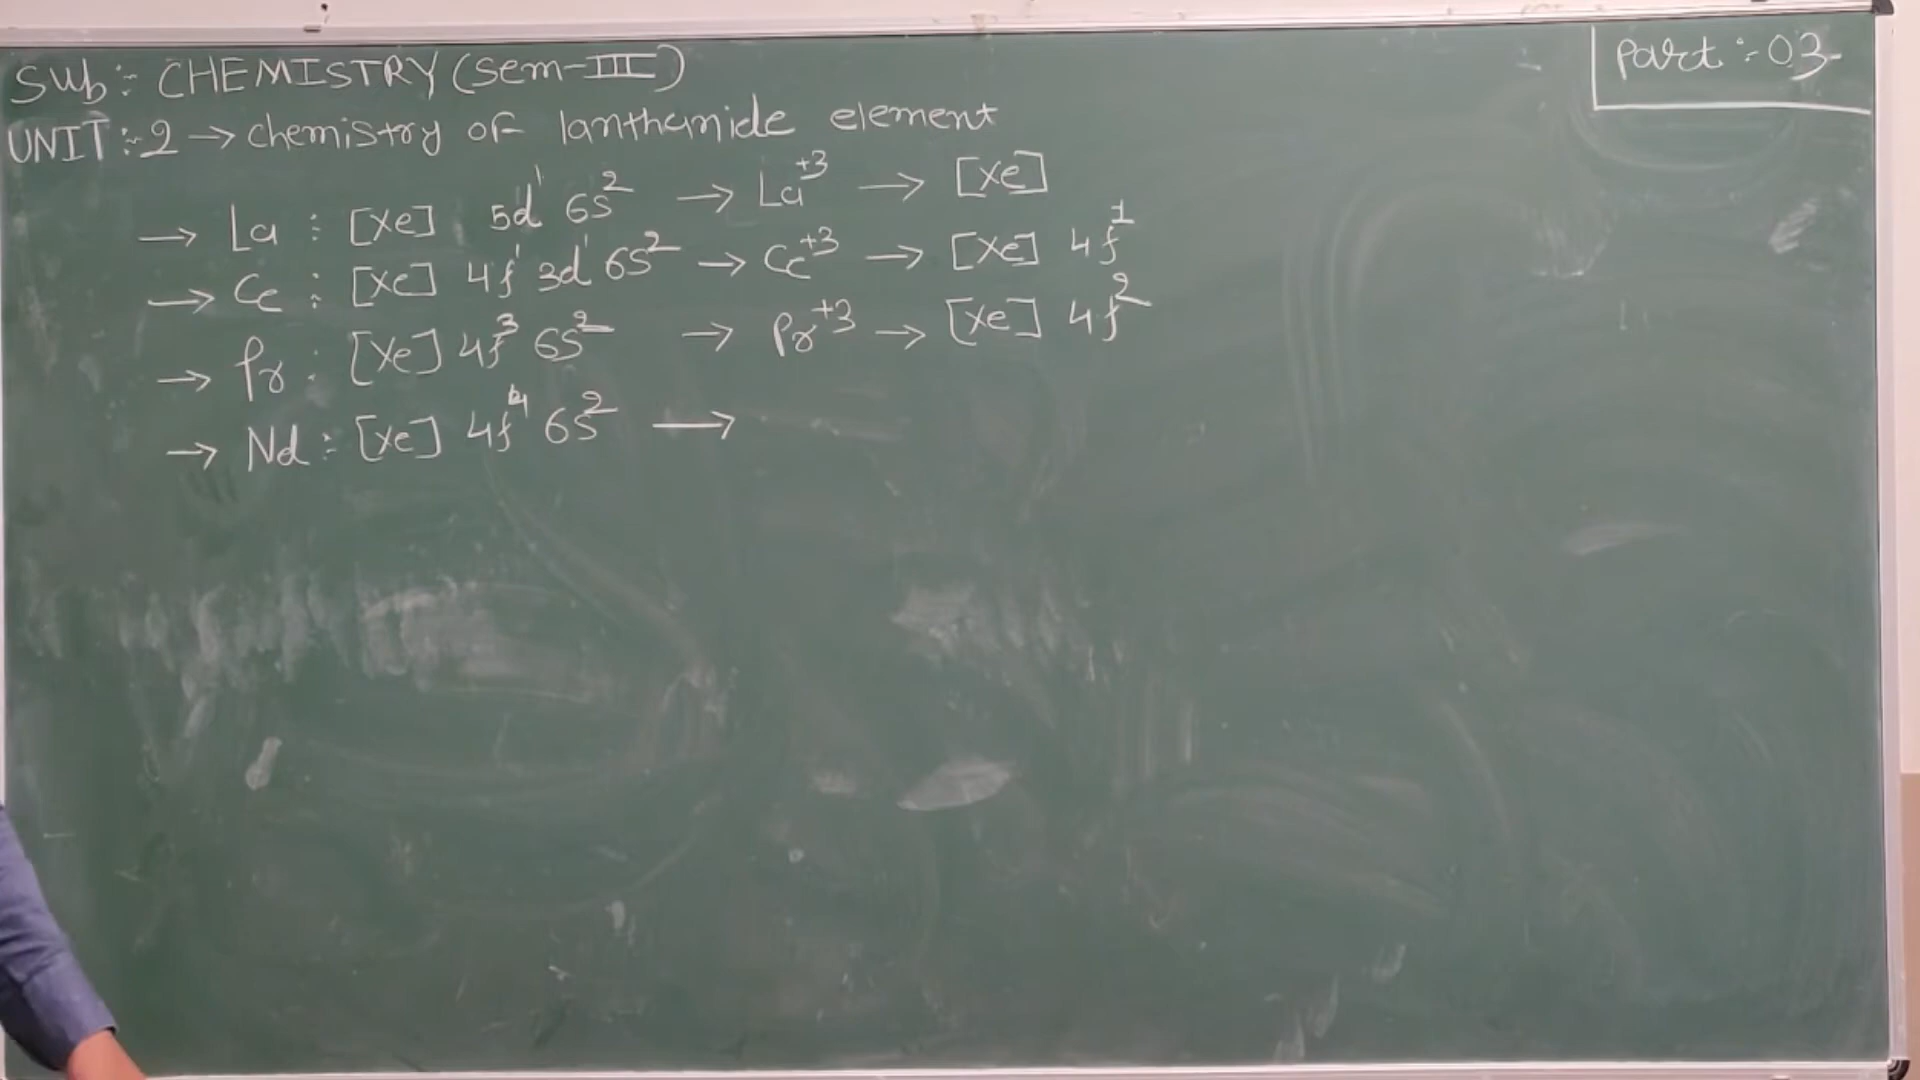 Sub:- CHEMISTRY (Sem-III)
Part:-03
UNIT:-2 → chemistry of lanthanide element
→ La : [Xe] 5d¹ 6s² → La⁺³ → [Xe]
→ Ce : [Xe] 4f¹ 3d¹ 6s² → Ce⁺³ → [Xe] 4f¹
→ Pr : [Xe] 4f³ 6s² → Pr⁺³ → [Xe] 4f²
→ Nd :- [Xe] 4f⁴ 6s² →